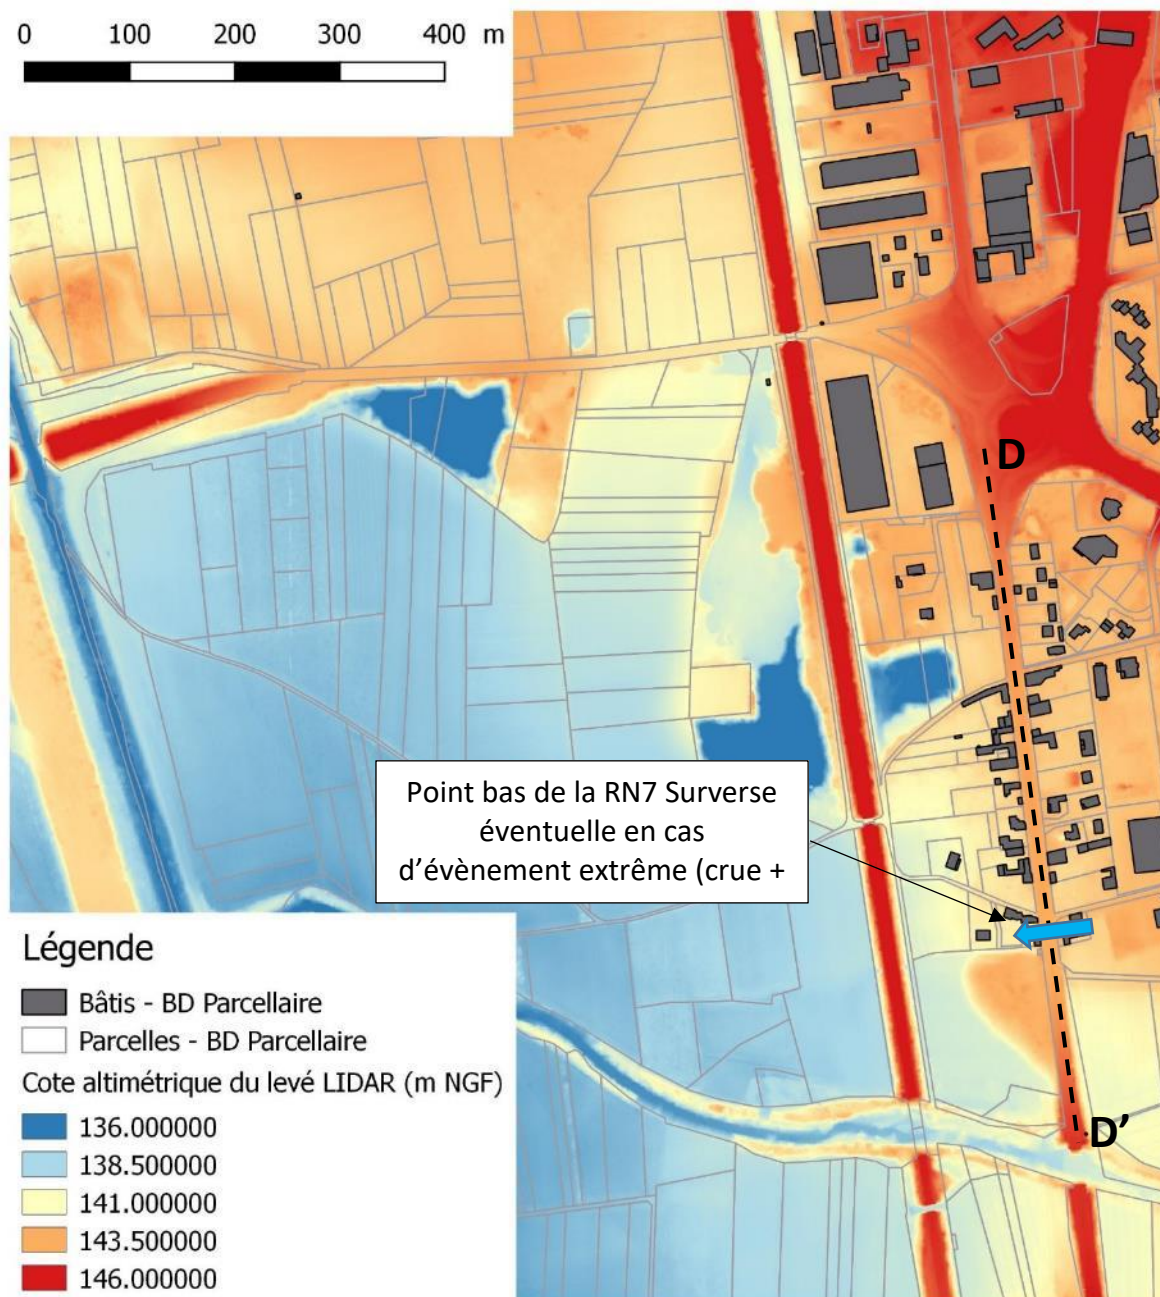 0 100 200 300 400 m
D
Point bas de la RN7 Surverse
éventuelle en cas
d'évènement extrême (crue +
D'
Légende
Bâtis - BD Parcellaire
Parcelles - BD Parcellaire
Cote altimétrique du levé LIDAR (m NGF)
136.000000
138.500000
141.000000
143.500000
146.000000